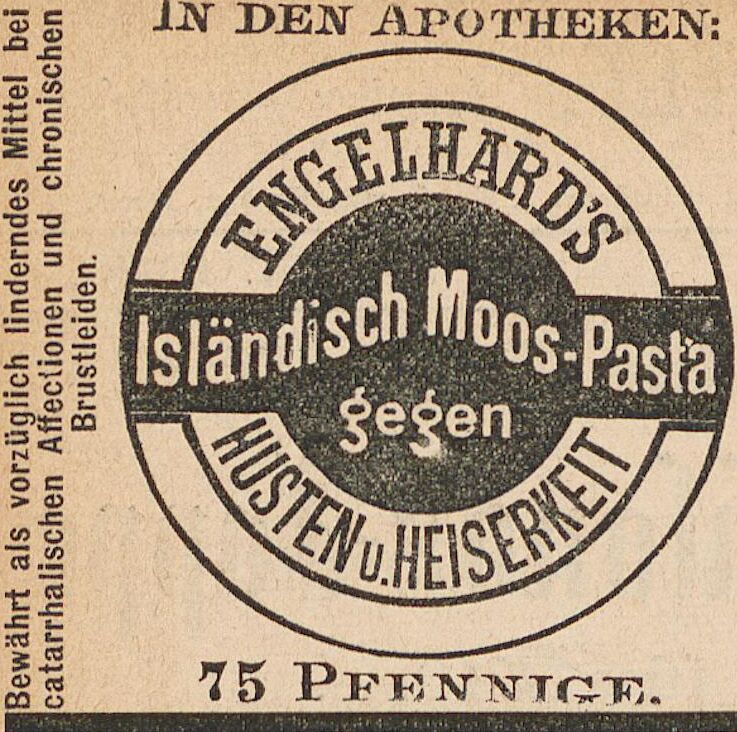 IN DEN APOTHEKEN:
ENGELHARD'S
Isländisch Moos-Pasta
gegen
HUSTEN u. HEISERKEIT
75 PFENNIGE.
Bewährt als vorzüglich linderndes Mittel bei
catarrhalischen Affectionen und chronischen
Brustleiden.